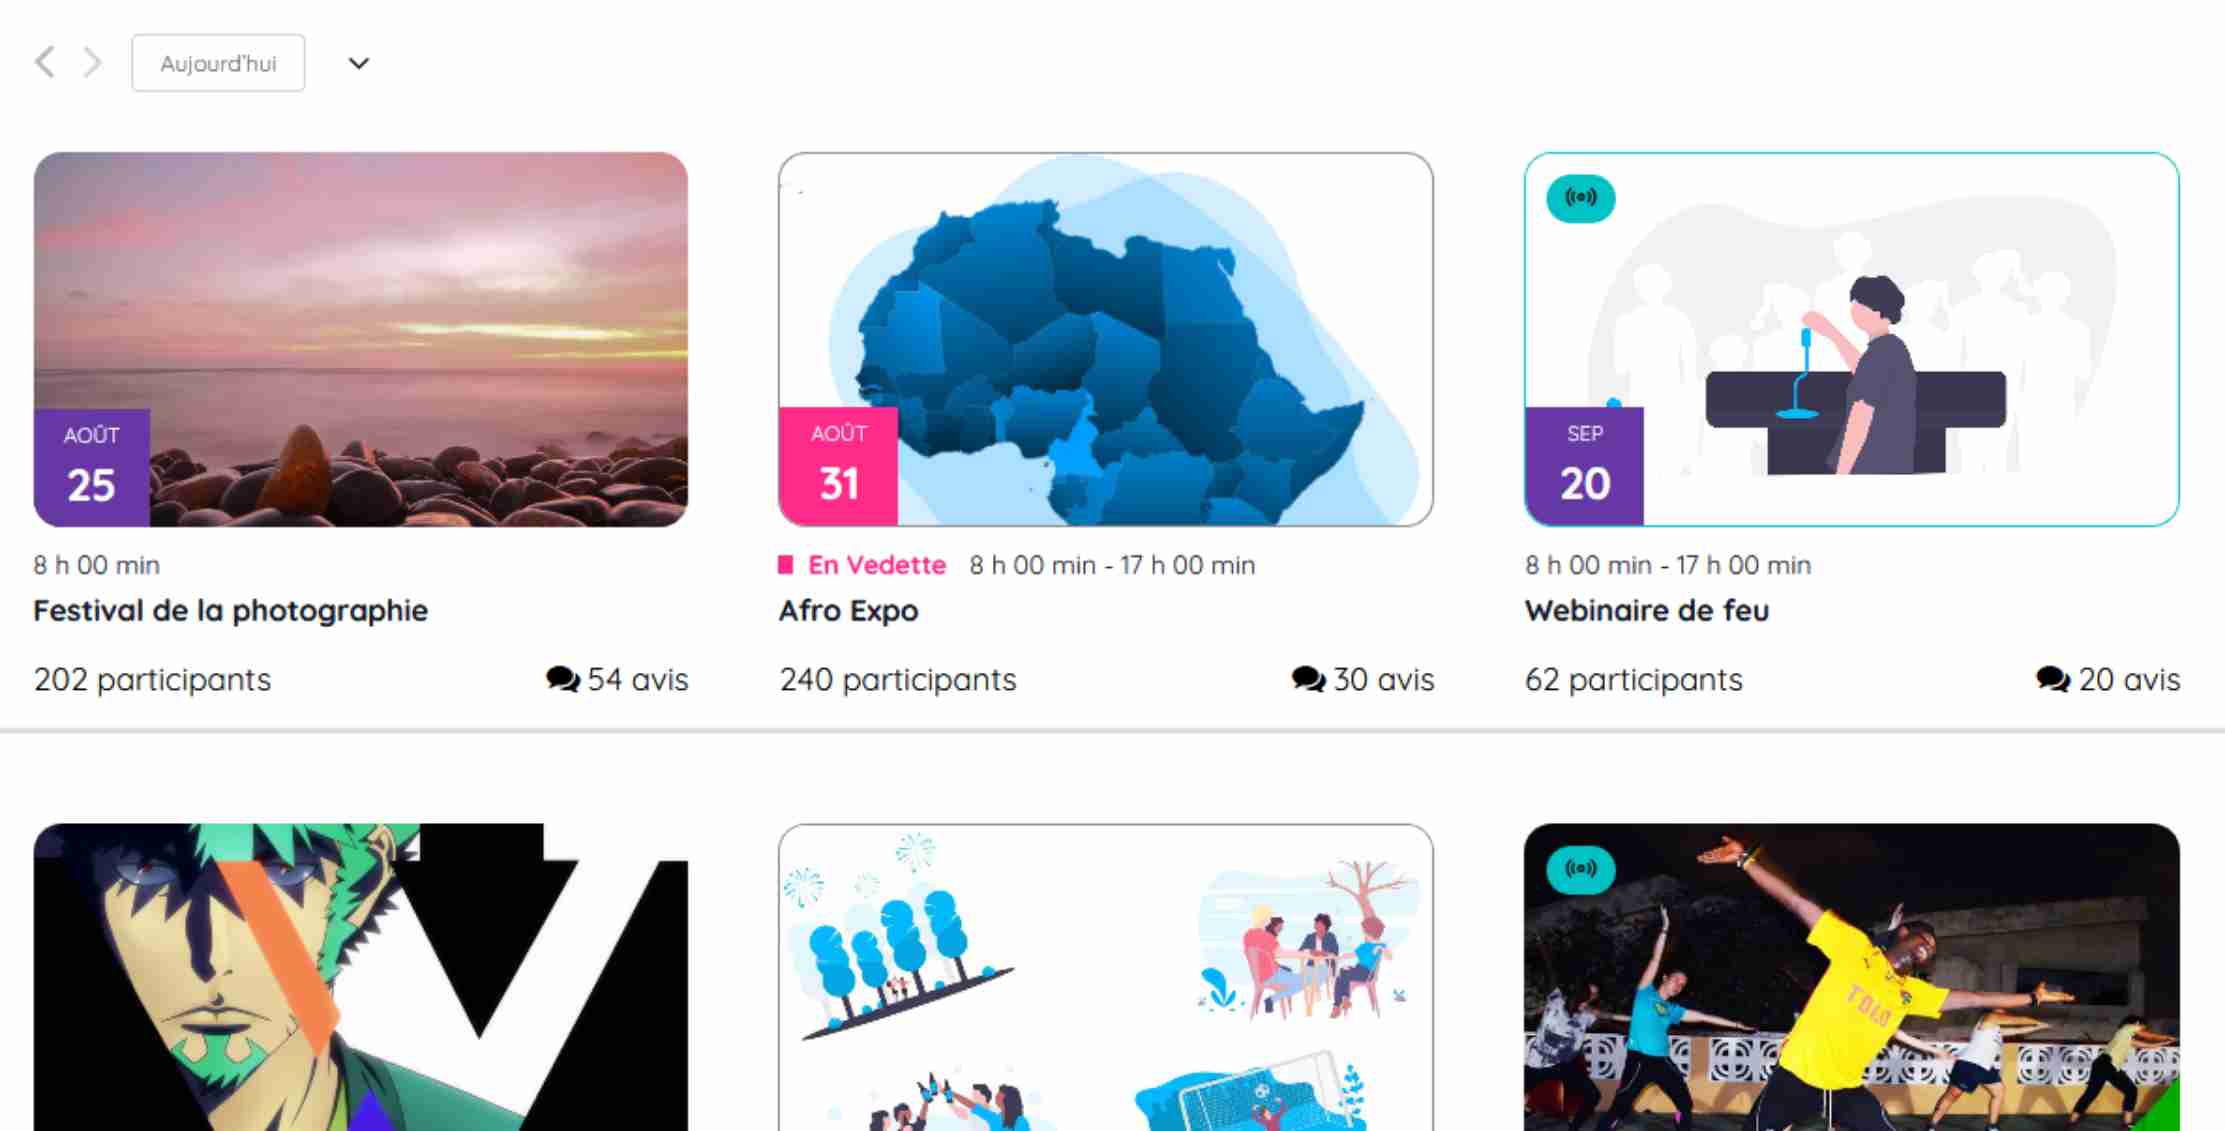 Aujourd'hui
AOÛT
25
AOÛT
31
SEP
20
8 h 00 min
Festival de la photographie
202 participants
54 avis
En Vedette 8 h 00 min - 17 h 00 min
Afro Expo
240 participants
30 avis
8 h 00 min - 17 h 00 min
Webinaire de feu
62 participants
20 avis
TOLO